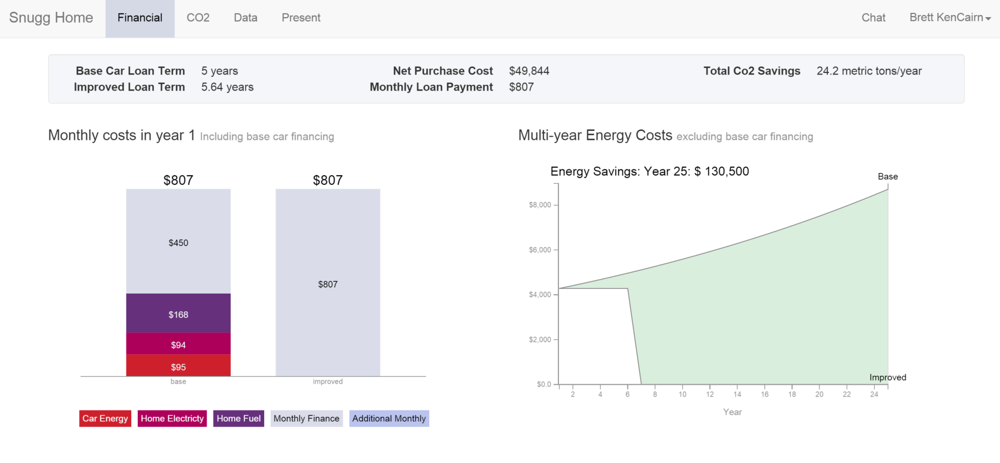 Snugg Home Financial CO2 Data Present Chat Brett KenCairn
Base Car Loan Term 5 years Net Purchase Cost $49,844 Total Co2 Savings 24.2 metric tons/year
Improved Loan Term 5.64 years Monthly Loan Payment $807
Monthly costs in year 1 Including base car financing
$807 $807
$450
$807
$168
$94
$95
base improved
Car Energy Home Electricty Home Fuel Monthly Finance Additional Monthly
Multi-year Energy Costs excluding base car financing
Energy Savings: Year 25: $ 130,500
Base
$8,000
$6,000
$4,000
$2,000
Improved
$0.0
2 4 6 8 10 12 14 16 18 20 22 24
Year